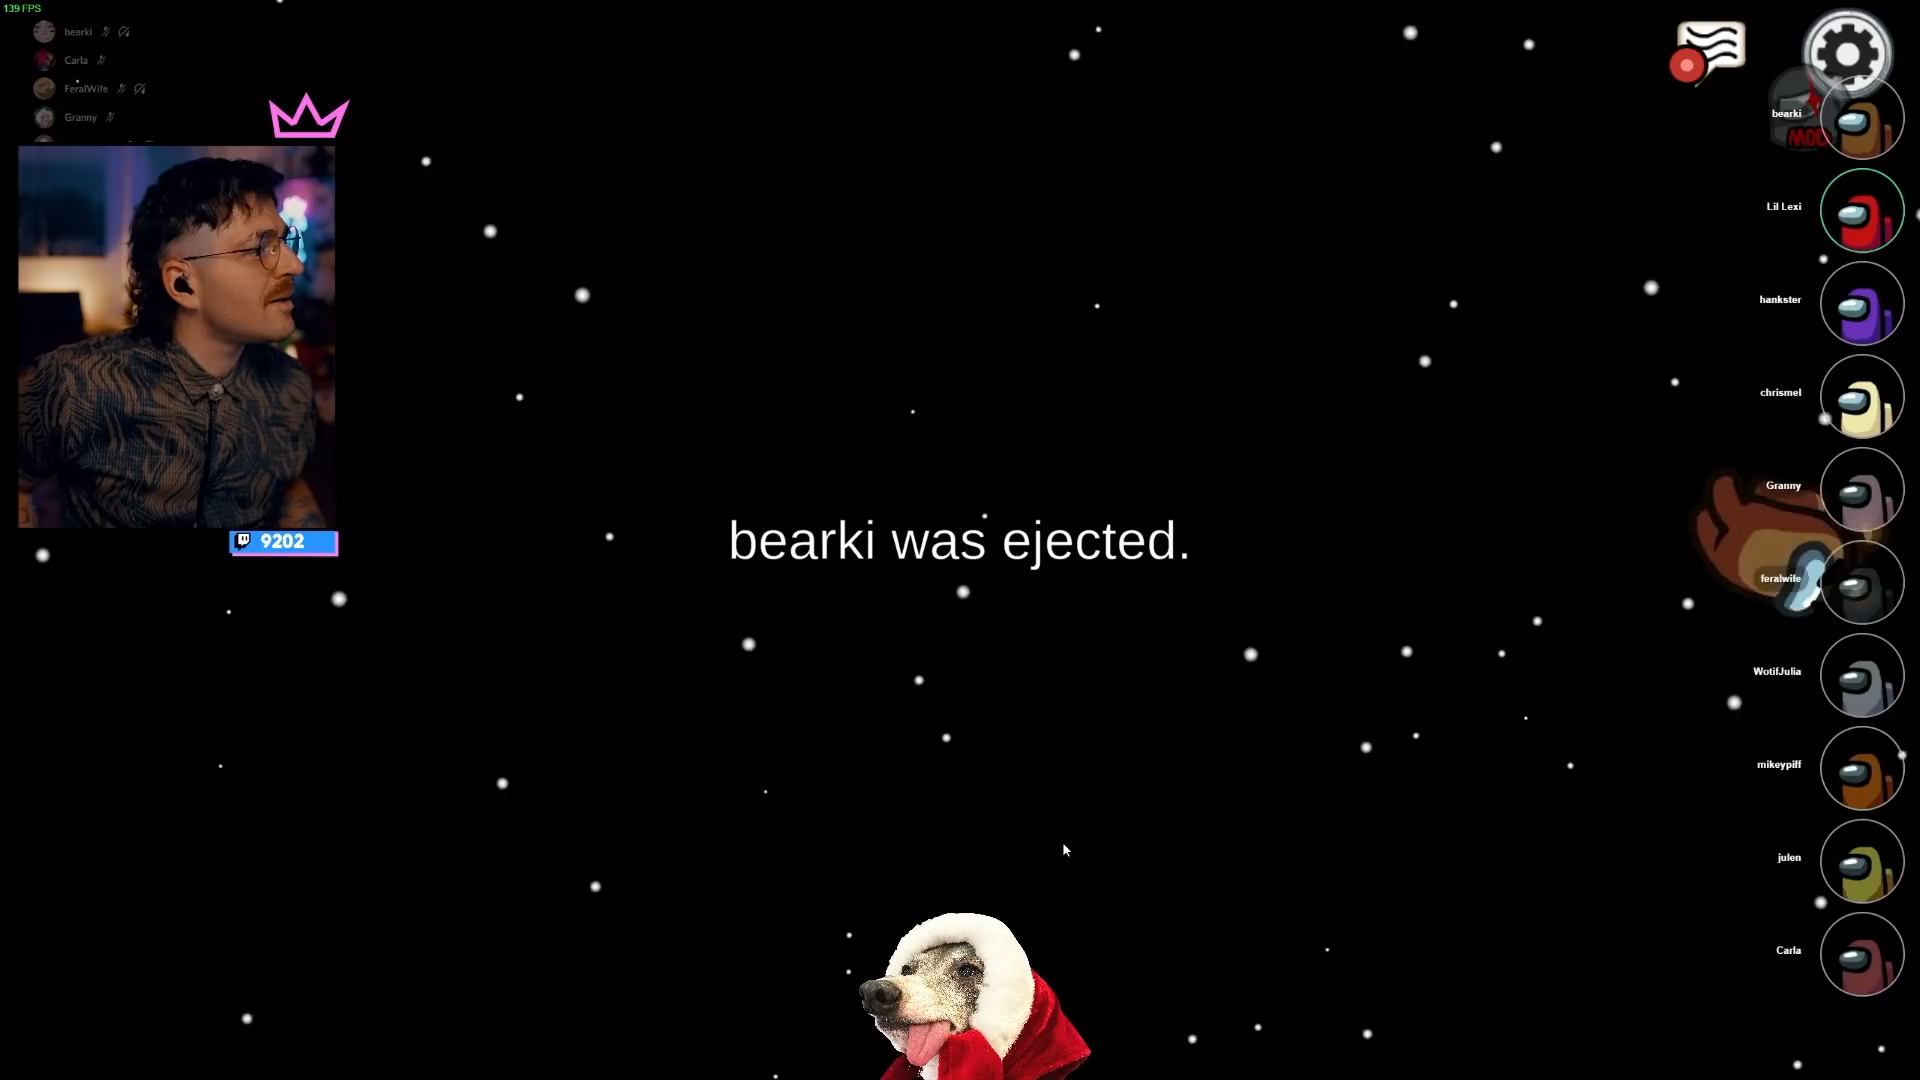 139 FPS
bearki
Carla
FeralWife
Granny
9202
bearki was ejected.
MOD
bearki
Lil Lexi
hankster
chrismel
Granny
feralwife
WotifJulia
mikeypiff
julen
Carla